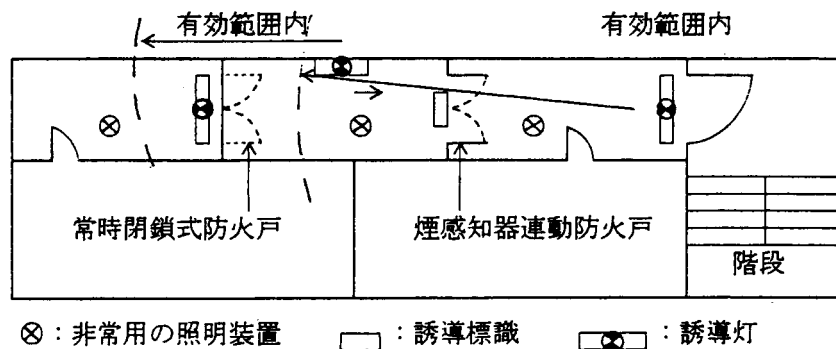 有効範囲内 有効範囲内
常時閉鎖式防火戸 煙感知器連動防火戸
階段
：非常用の照明装置 ：誘導標識 ：誘導灯